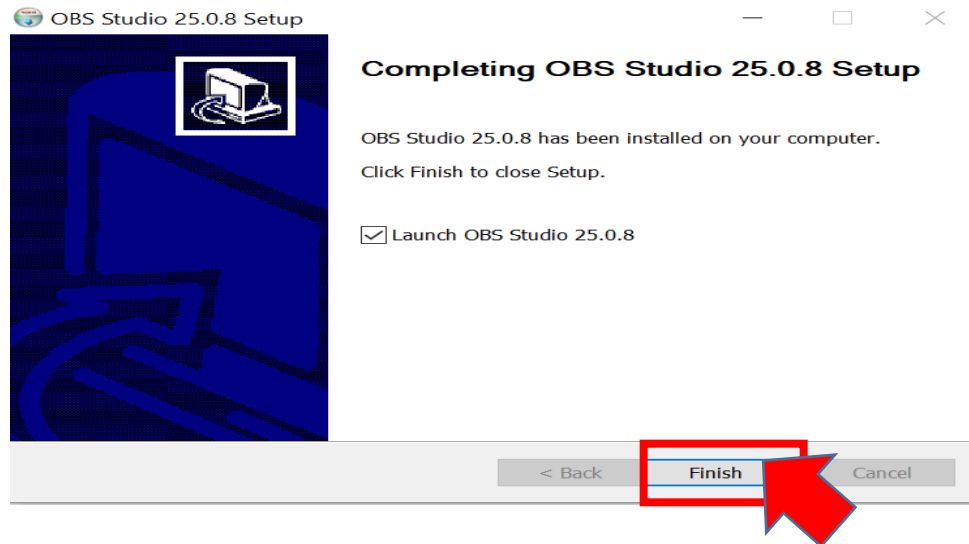 OBS Studio 25.0.8 Setup
Completing OBS Studio 25.0.8 Setup
OBS Studio 25.0.8 has been installed on your computer.
Click Finish to close Setup.
Launch OBS Studio 25.0.8
< Back
Finish
Cancel